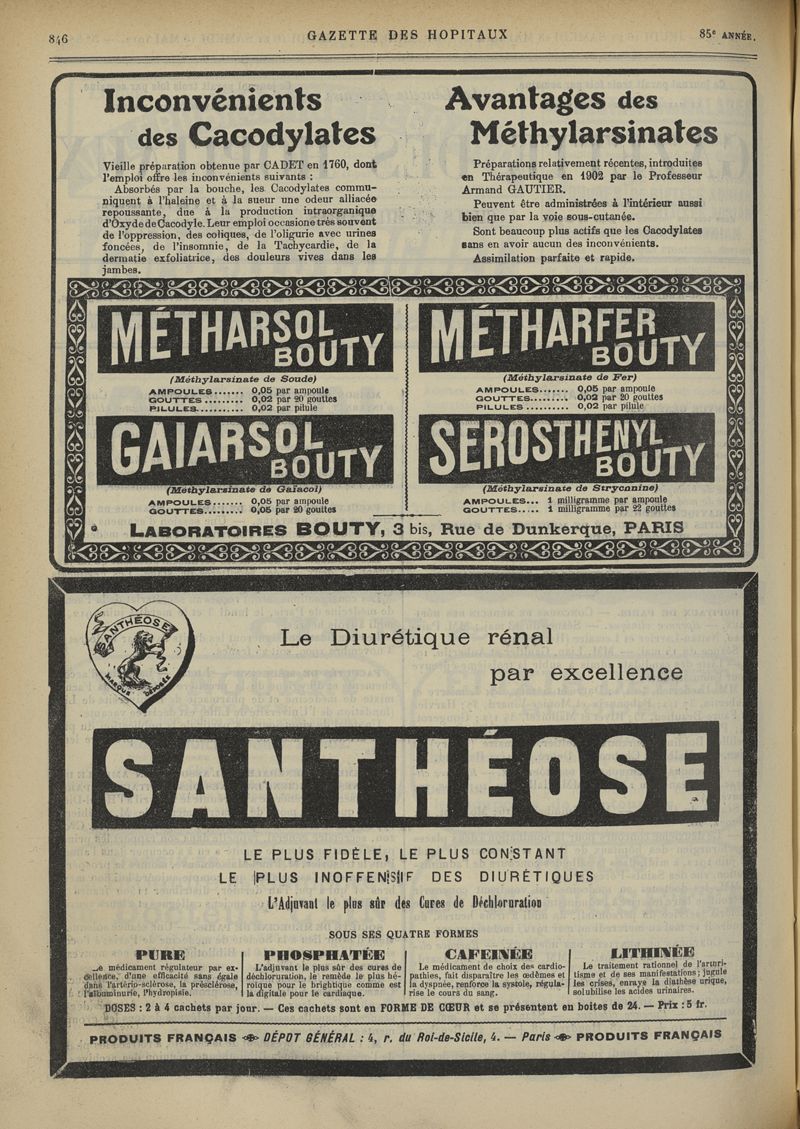 846
GAZETTE DES HOPITAUX
85e ANNÉE.
Inconvénients
des Cacodylates
Vieille préparation obtenue par CADET en 1760, dont
l'emploi offre les inconvénients suivants :
Absorbés par la bouche, les Cacodylates commu-
niquent à l'haleine et à la sueur une odeur alliacée
repoussante, due à la production intraorganique
d'Oxyde de Cacodyle. Leur emploi occasione très souvent
de l'oppression, des coliques, de l'oligurie avec urines
foncées, de l'insomnie, de la Tachycardie, de la
dermatie exfoliatrice, des douleurs vives dans les
jambes.
Avantages des
Méthylarsinates
Préparations relativement récentes, introduites
en Thérapeutique en 1902 par le Professeur
Armand GAUTIER.
Peuvent être administrées à l'intérieur aussi
bien que par la voie sous-cutanée.
Sont beaucoup plus actifs que les Cacodylates
sans en avoir aucun des inconvénients.
Assimilation parfaite et rapide.
MÉTHARSOL
BOUTY
(Méthylarsinate de Soude)
AMPOULES....... 0,05 par ampoule
GOUTTES......... 0,02 par 20 gouttes
PILULES........... 0,02 par pilule
MÉTHARFER
BOUTY
(Méthylarsinate de Fer)
AMPOULES....... 0,05 par ampoule
GOUTTES......... 0,02 par 20 gouttes
PILULES.......... 0,02 par pilule
GAIARSOL
BOUTY
(Méthylarsinate de Gaïacol)
AMPOULES....... 0,05 par ampoule
GOUTTES......... 0,05 par 20 gouttes
SEROSTHENYL
BOUTY
(Méthylarsinate de Strycanine)
AMPOULES... 1 milligramme par ampoule
GOUTTES..... 1 milligramme par 22 gouttes
LABORATOIRES BOUTY, 3 bis, Rue de Dunkerque, PARIS
SANTHÉOSE
MARQUE DÉPOSÉE
Le Diurétique rénal
par excellence
SANTHÉOSE
LE PLUS FIDÈLE, LE PLUS CONSTANT
LE PLUS INOFFENSIF DES DIURÉTIQUES
L'Adjuvant le plus sûr des Cures de Déchloruration
SOUS SES QUATRE FORMES
PURE
Le médicament régulateur par ex-
cellence, d'une efficacité sans égale
dans l'artério-sclérose, la présclérose,
l'albuminurie, l'hydropisie.
PHOSPHATÉE
L'adjuvant le plus sûr des cures de
déchloruration, le remède le plus hé-
roïque pour le brightique comme est
la digitale pour le cardiaque.
CAFÉINÉE
Le médicament de choix des cardio-
pathies, fait disparaître les œdèmes et
la dyspnée, renforce la systole, régula-
rise le cours du sang.
LITHINÉE
Le traitement rationnel de l'arthri-
tisme et de ses manifestations ; jugule
les crises, enraye la diathèse urique,
solubilise les acides urinaires.
DOSES : 2 à 4 cachets par jour. — Ces cachets sont en FORME DE CŒUR et se présentent en boites de 24. — Prix : 5 fr.
PRODUITS FRANÇAIS DÉPOT GÉNÉRAL : 4, r. du Roi-de-Sicile, 4. — Paris PRODUITS FRANÇAIS